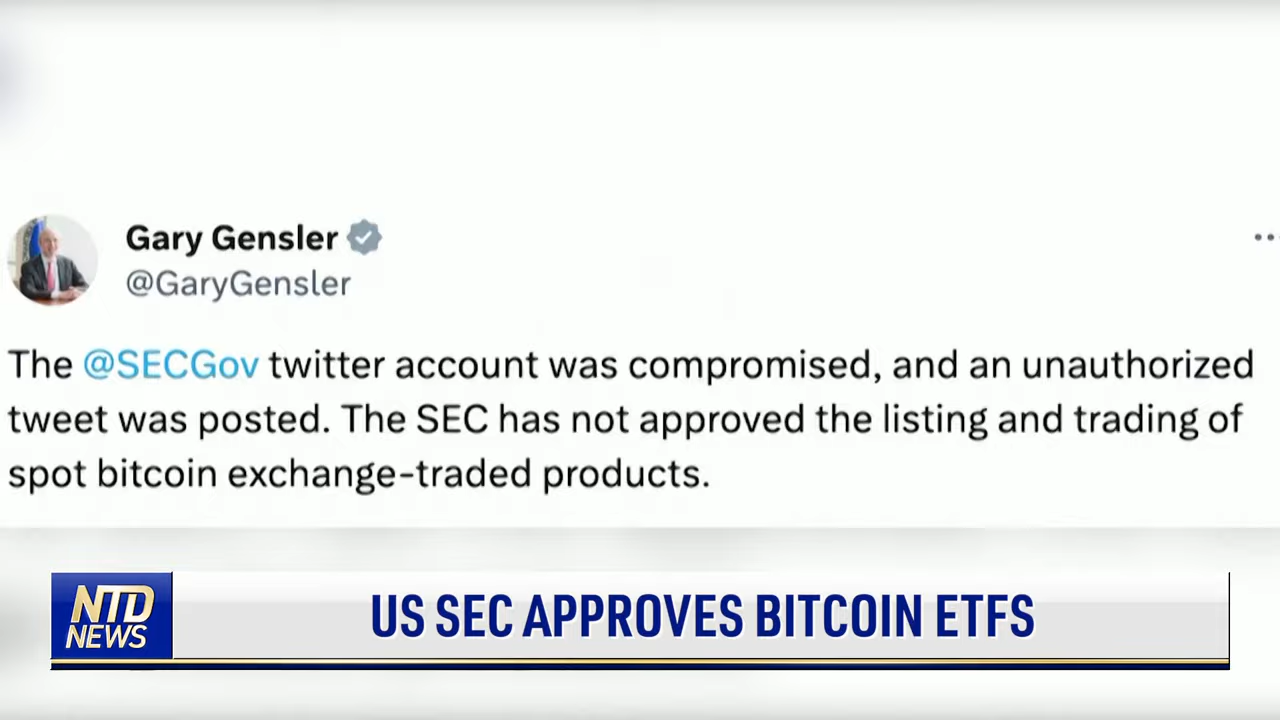 Gary Gensler
@GaryGensler
The @SECGov twitter account was compromised, and an unauthorized
tweet was posted. The SEC has not approved the listing and trading of
spot bitcoin exchange-traded products.
NTD
NEWS
US SEC APPROVES BITCOIN ETFS